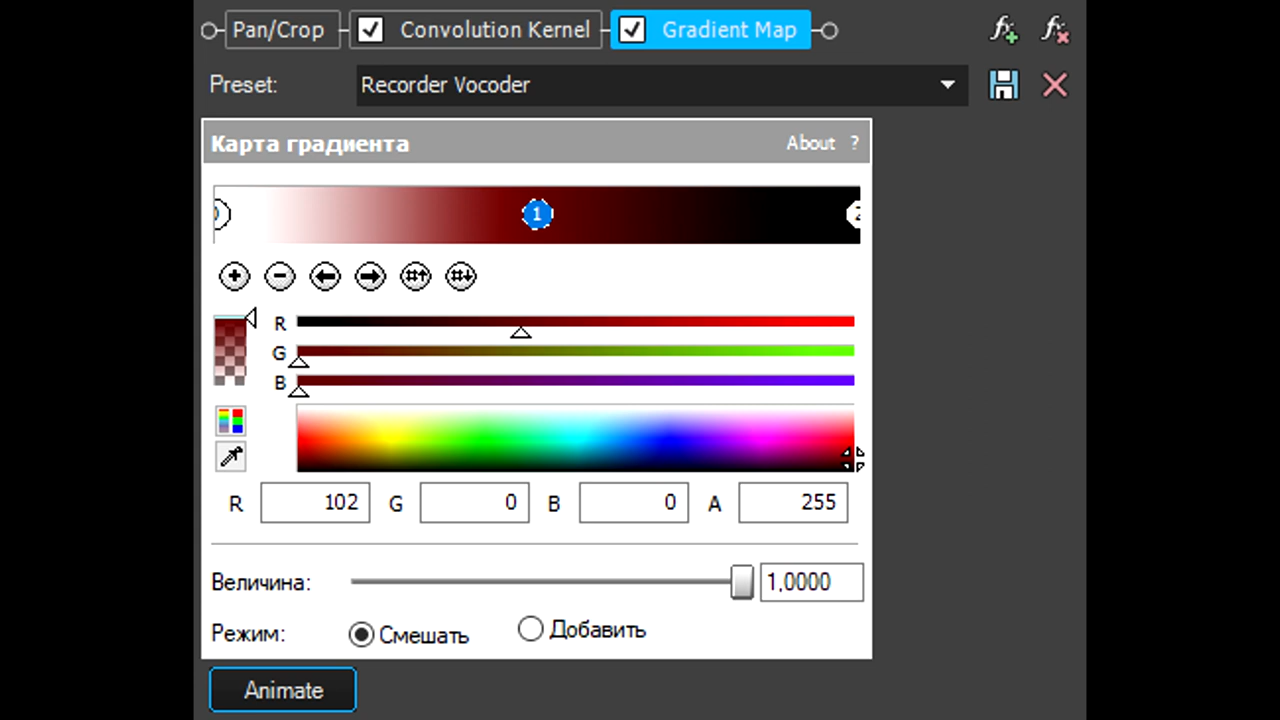 Pan/Crop Convolution Kernel Gradient Map
Preset: Recorder Vocoder
Карта градиента About ?
1 2
R
G
B
R 102 G 0 B 0 A 255
Величина: 1,0000
Режим: Смешать Добавить
Animate